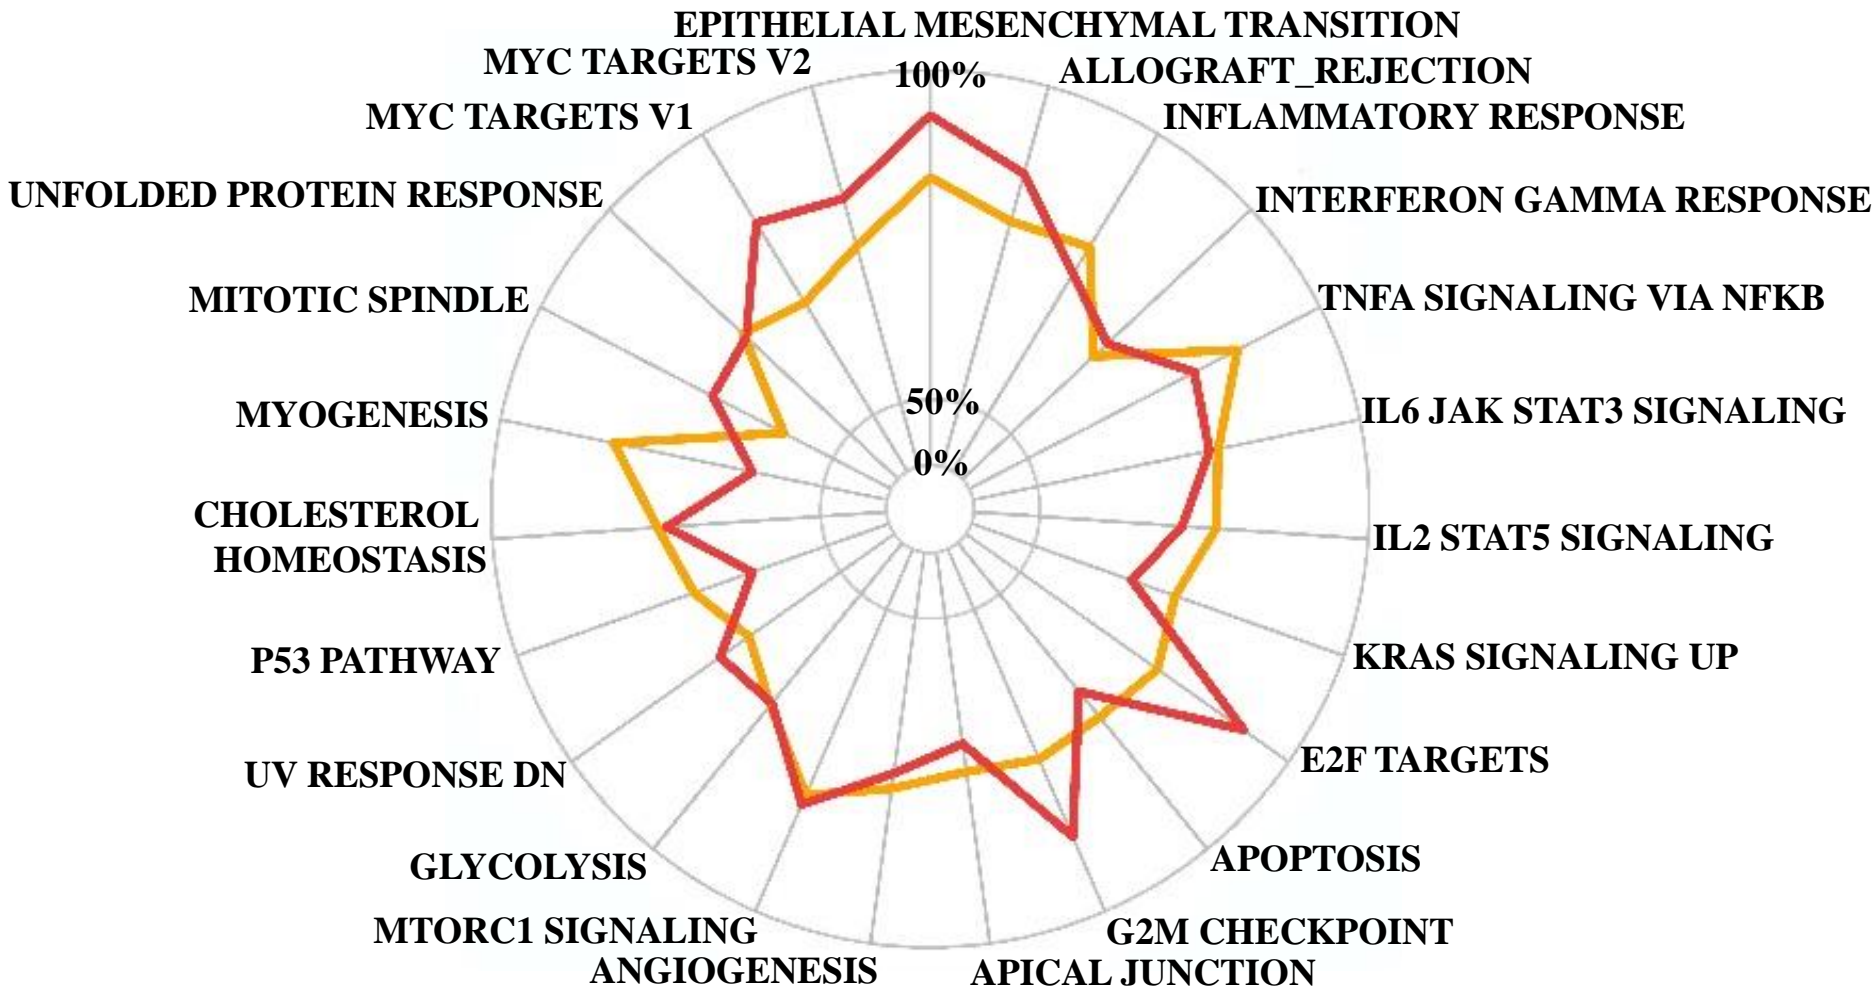 EPITHELIAL MESENCHYMAL TRANSITION
MYC TARGETS V2
100%
ALLOGRAFT_REJECTION
MYC TARGETS V1
INFLAMMATORY RESPONSE
UNFOLDED PROTEIN RESPONSE
INTERFERON GAMMA RESPONSE
MITOTIC SPINDLE
TNFA SIGNALING VIA NFKB
50%
MYOGENESIS
IL6 JAK STAT3 SIGNALING
0%
CHOLESTEROL
HOMEOSTASIS
IL2 STAT5 SIGNALING
P53 PATHWAY
KRAS SIGNALING UP
UV RESPONSE DN
E2F TARGETS
GLYCOLYSIS
APOPTOSIS
MTORC1 SIGNALING
G2M CHECKPOINT
ANGIOGENESIS
APICAL JUNCTION